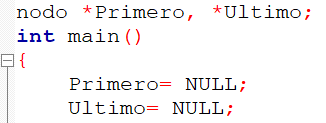 nodo *Primero, *Ultimo;
int main()
{
Primero= NULL;
Ultimo= NULL;